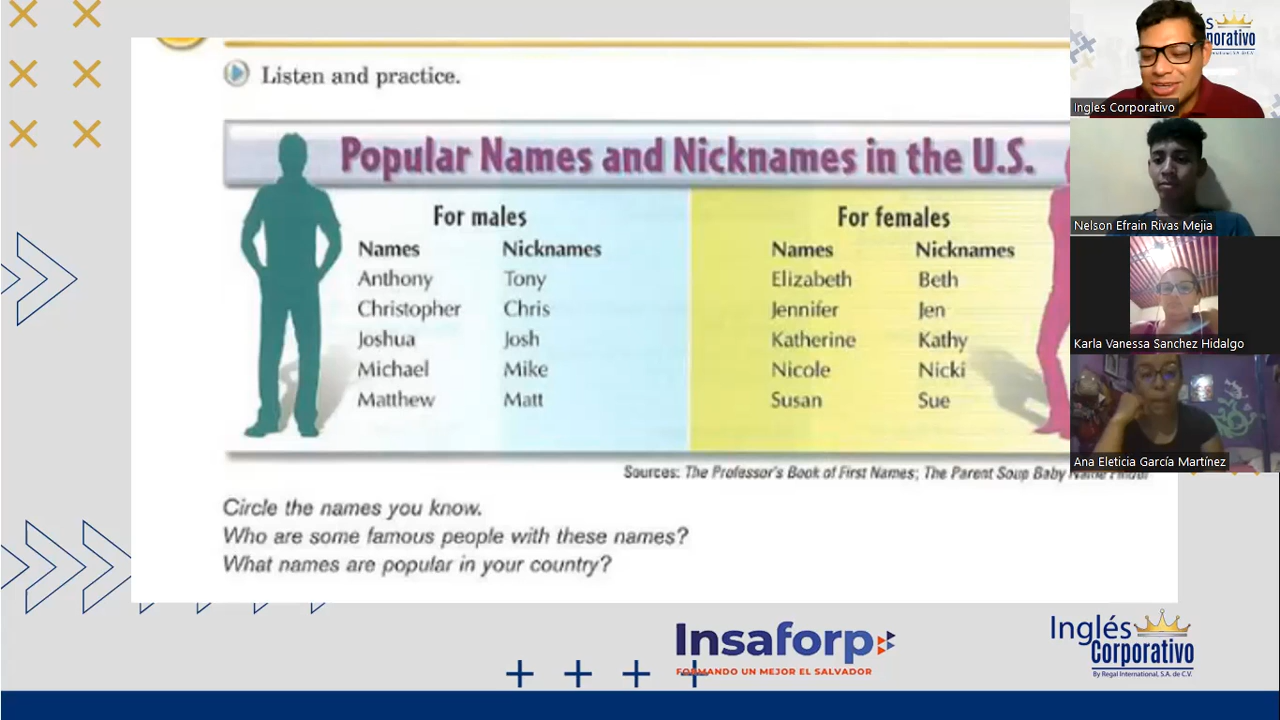 Listen and practice.
Popular Names and Nicknames in the U.S.
For males
Names Nicknames
Anthony Tony
Christopher Chris
Joshua Josh
Michael Mike
Matthew Matt
For females
Names Nicknames
Elizabeth Beth
Jennifer Jen
Katherine Kathy
Nicole Nicki
Susan Sue
Sources: The Professor's Book of First Names; The Parent Soup Baby
Circle the names you know.
Who are some famous people with these names?
What names are popular in your country?
Insaforp
FORMANDO UN MEJOR EL SALVADOR
Inglés
Corporativo
By Regal International, S.A. de C.V.
Ingles Corporativo
Nelson Efrain Rivas Mejia
Karla Vanessa Sanchez Hidalgo
Ana Eleticia García Martínez